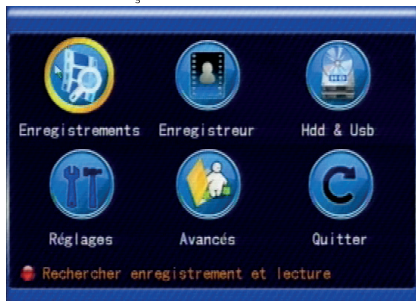 Enregistrements Enregistreur Hdd & Usb
Réglages Avancés Quitter
Rechercher enregistrement et lecture